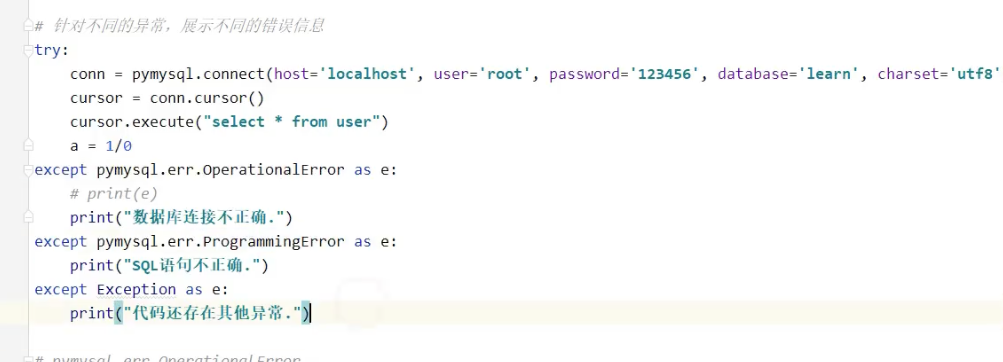 # 针对不同的异常，展示不同的错误信息
try:
    conn = pymysql.connect(host='localhost', user='root', password='123456', database='learn', charset='utf8'
    cursor = conn.cursor()
    cursor.execute("select * from user")
    a = 1/0
except pymysql.err.OperationalError as e:
    # print(e)
    print("数据库连接不正确.")
except pymysql.err.ProgrammingError as e:
    print("SQL语句不正确.")
except Exception as e:
    print("代码还存在其他异常.")
# pymysql.err.OperationalError